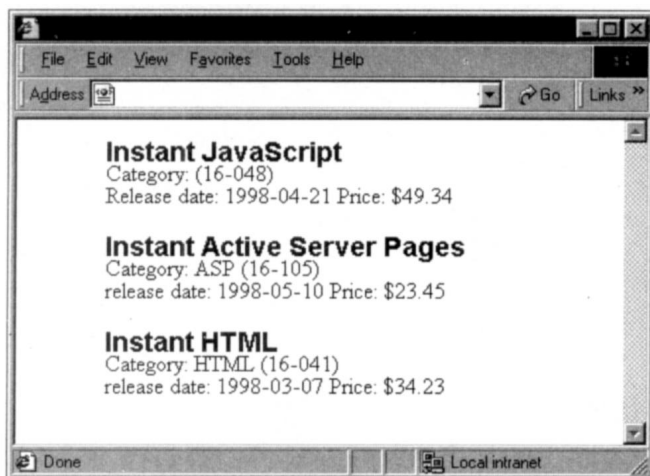 File Edit View Favorites Tools Help
Address Go Links »
Instant JavaScript
Category: (16-048)
Release date: 1998-04-21 Price: $49.34
Instant Active Server Pages
Category: ASP (16-105)
release date: 1998-05-10 Price: $23.45
Instant HTML
Category: HTML (16-041)
release date: 1998-03-07 Price: $34.23
Done Local intranet